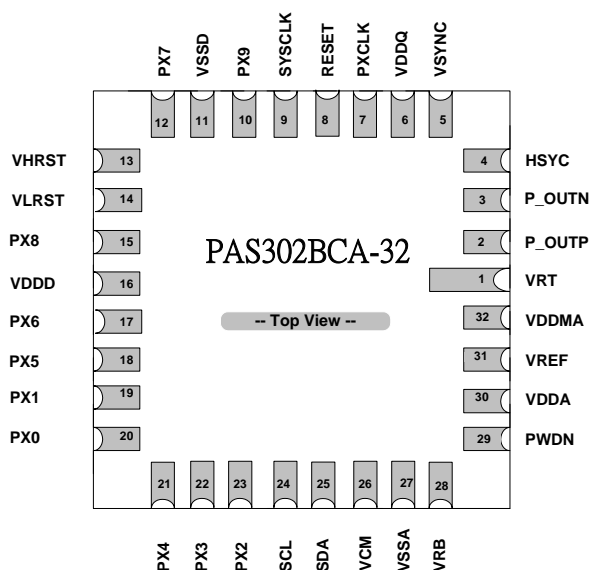 PX7
VSSD
PX9
SYSCLK
RESET
PXCLK
VDDQ
VSYNC
12
11
10
9
8
7
6
5
VHRST 13
VLRST 14
PX8 15
VDDD 16
PX6 17
PX5 18
PX1 19
PX0 20
PAS302BCA-32
-- Top View --
4 HSYC
3 P_OUTN
2 P_OUTP
1 VRT
32 VDDMA
31 VREF
30 VDDA
29 PWDN
21
22
23
24
25
26
27
28
PX4
PX3
PX2
SCL
SDA
VCM
VSSA
VRB